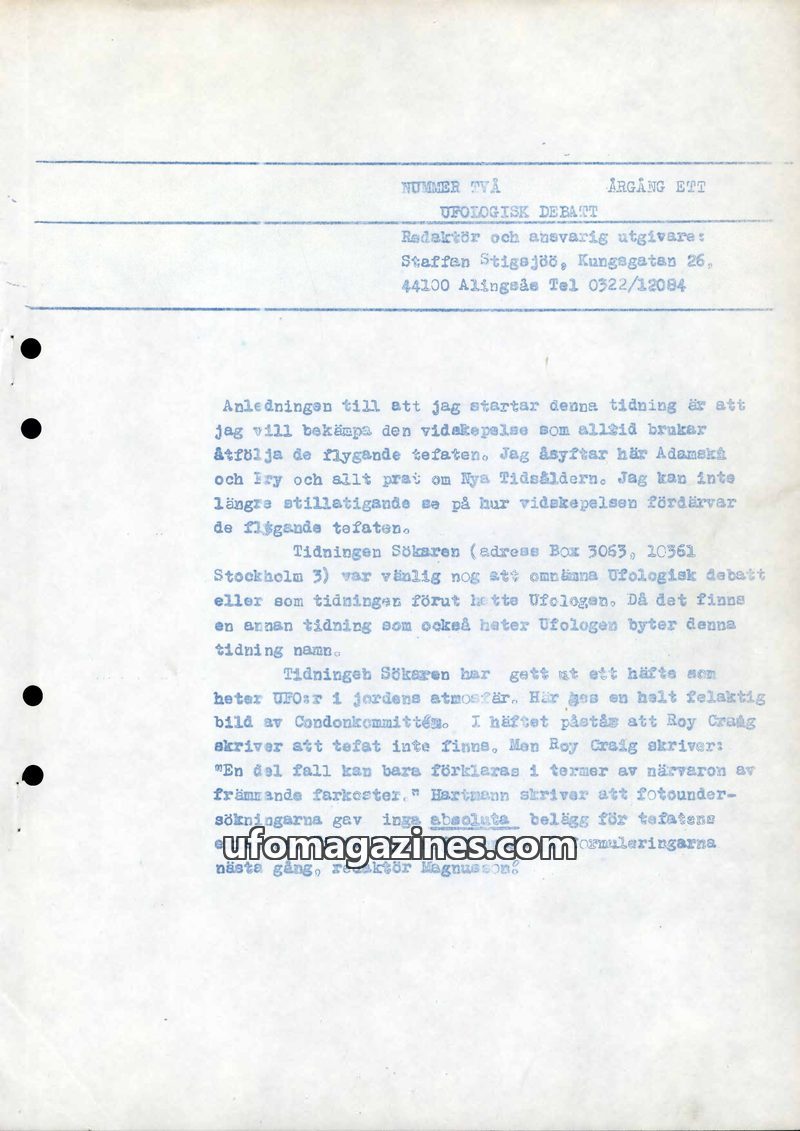 NUMMER TVÅ ÅRGÅNG ETT
UFOLOGISK DEBATT
Redaktör och ansvarig utgivare:
Staffan Stigsjöö, Kungsgatan 26,
44100 Alingsås Tel 0322/12084
Anledningen till att jag startar denna tidning är att
jag vill bekämpa den vidskepelse som alltid brukar
åtfölja de flygande tefaten. Jag åsyftar här Adamski
och Fry och allt prat om Nya Tidsåldern. Jag kan inte
längre stillatigande se på hur vidskepelsen fördärvar
de flygande tefaten.
Tidningen Sökaren (adress Box 3063, 10361
Stockholm 3) var vänlig nog att omnämna Ufologisk debatt
eller som tidningen förut hette Ufologen. Då det finns
en annan tidning som också heter Ufologen byter denna
tidning namn.
Tidningeh Sökaren har gett ut ett häfte som
heter UFO:r i jordens atmosfär. Här ges en helt felaktig
bild av Condonkommittén. I häftet påstås att Roy Craig
skriver att tefat inte finns. Men Roy Craig skriver:
"En del fall kan bara förklaras i termer av närvaron av
främmande farkoster." Hartmann skriver att fotounder-
sökningarna gav inga absoluta belägg för tefatens
formuleringarna
nästa gång, redaktör Magnusson!
ufomagazines.com